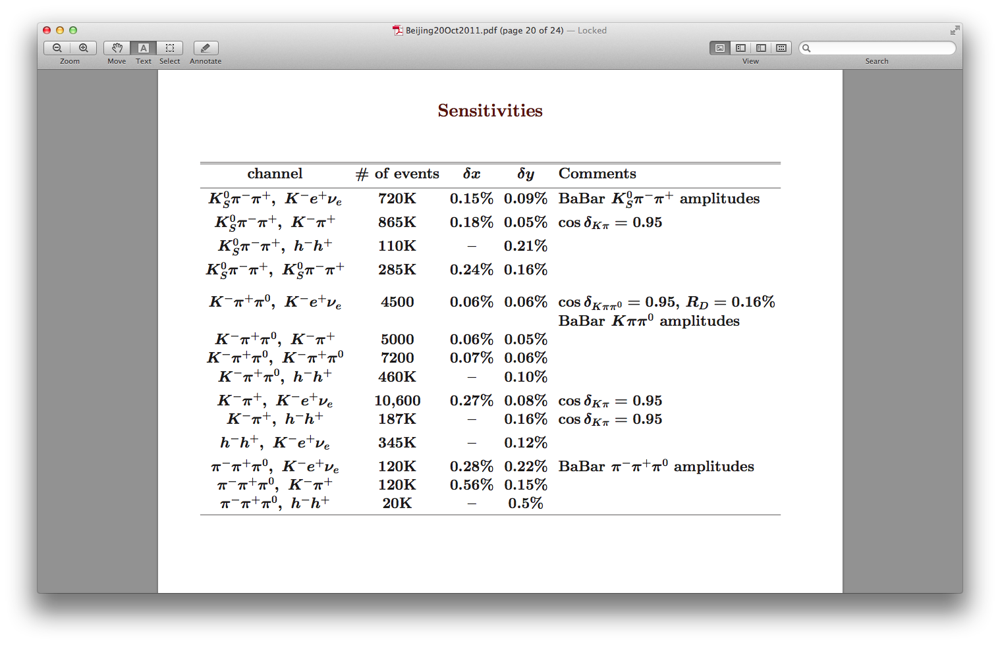 Beijing20Oct2011.pdf (page 20 of 24) — Locked
Zoom Move Text Select Annotate View Search
Sensitivities
channel # of events δx δy Comments
K⁰_S π⁻π⁺, K⁻e⁺ν_e 720K 0.15% 0.09% BaBar K⁰_S π⁻π⁺ amplitudes
K⁰_S π⁻π⁺, K⁻π⁺ 865K 0.18% 0.05% cos δ_Kπ = 0.95
K⁰_S π⁻π⁺, h⁻h⁺ 110K – 0.21%
K⁰_S π⁻π⁺, K⁰_S π⁻π⁺ 285K 0.24% 0.16%
K⁻π⁺π⁰, K⁻e⁺ν_e 4500 0.06% 0.06% cos δ_Kππ⁰ = 0.95, R_D = 0.16%
BaBar Kππ⁰ amplitudes
K⁻π⁺π⁰, K⁻π⁺ 5000 0.06% 0.05%
K⁻π⁺π⁰, K⁻π⁺π⁰ 7200 0.07% 0.06%
K⁻π⁺π⁰, h⁻h⁺ 460K – 0.10%
K⁻π⁺, K⁻e⁺ν_e 10,600 0.27% 0.08% cos δ_Kπ = 0.95
K⁻π⁺, h⁻h⁺ 187K – 0.16% cos δ_Kπ = 0.95
h⁻h⁺, K⁻e⁺ν_e 345K – 0.12%
π⁻π⁺π⁰, K⁻e⁺ν_e 120K 0.28% 0.22% BaBar π⁻π⁺π⁰ amplitudes
π⁻π⁺π⁰, K⁻π⁺ 120K 0.56% 0.15%
π⁻π⁺π⁰, h⁻h⁺ 20K – 0.5%